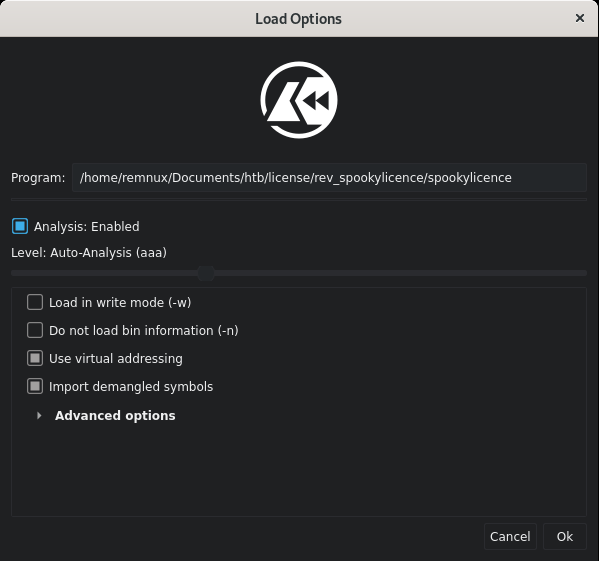 Load Options
Program: /home/remnux/Documents/htb/license/rev_spookylicence/spookylicence
Analysis: Enabled
Level: Auto-Analysis (aaa)
Load in write mode (-w)
Do not load bin information (-n)
Use virtual addressing
Import demangled symbols
Advanced options
Cancel Ok